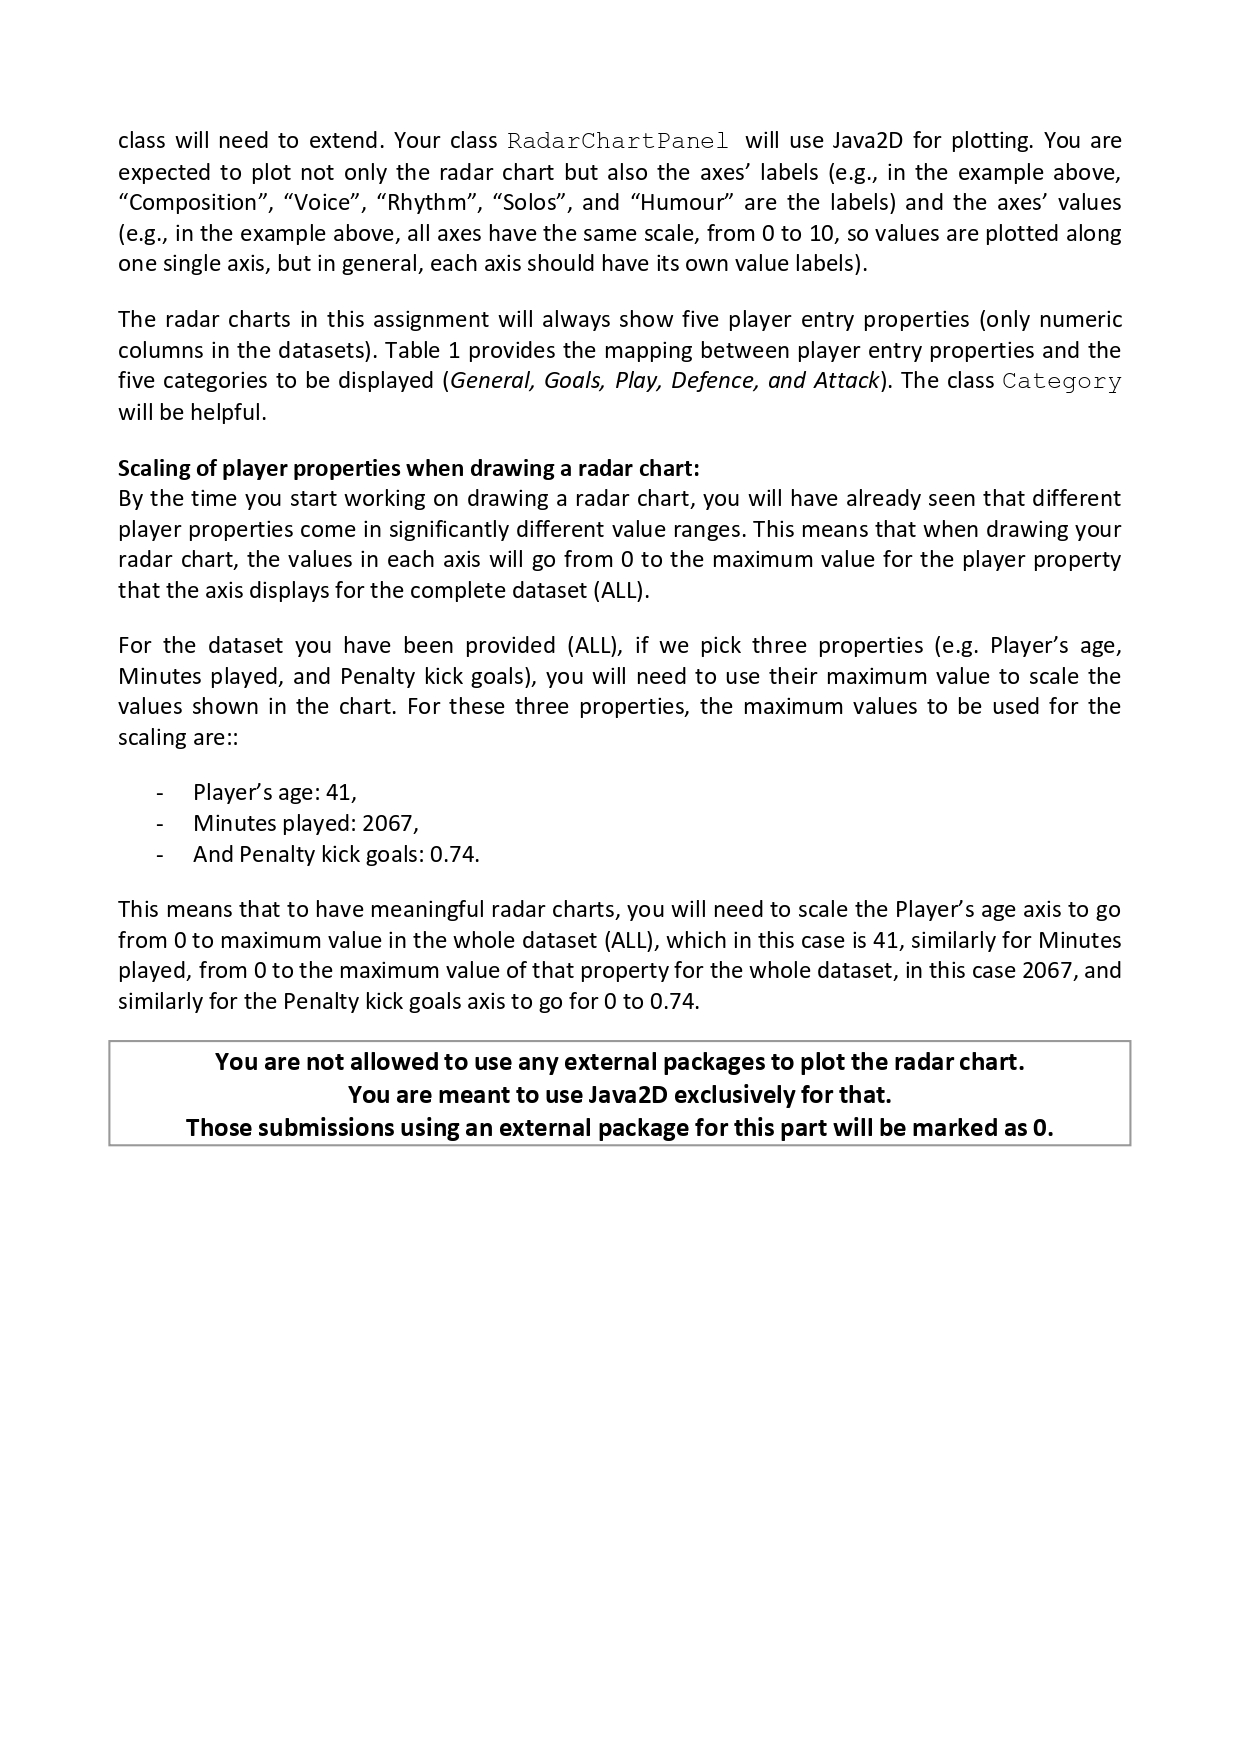 class will need to extend. Your class RadarChartPanel will use Java2D for plotting. You are
expected to plot not only the radar chart but also the axes’ labels (e.g., in the example above,
“Composition”, “Voice”, “Rhythm”, “Solos”, and “Humour” are the labels) and the axes’ values
(e.g., in the example above, all axes have the same scale, from 0 to 10, so values are plotted along
one single axis, but in general, each axis should have its own value labels).
The radar charts in this assignment will always show five player entry properties (only numeric
columns in the datasets). Table 1 provides the mapping between player entry properties and the
five categories to be displayed (General, Goals, Play, Defence, and Attack). The class Category
will be helpful.
Scaling of player properties when drawing a radar chart:
By the time you start working on drawing a radar chart, you will have already seen that different
player properties come in significantly different value ranges. This means that when drawing your
radar chart, the values in each axis will go from 0 to the maximum value for the player property
that the axis displays for the complete dataset (ALL).
For the dataset you have been provided (ALL), if we pick three properties (e.g. Player’s age,
Minutes played, and Penalty kick goals), you will need to use their maximum value to scale the
values shown in the chart. For these three properties, the maximum values to be used for the
scaling are::
- Player’s age: 41,
- Minutes played: 2067,
- And Penalty kick goals: 0.74.
This means that to have meaningful radar charts, you will need to scale the Player’s age axis to go
from 0 to maximum value in the whole dataset (ALL), which in this case is 41, similarly for Minutes
played, from 0 to the maximum value of that property for the whole dataset, in this case 2067, and
similarly for the Penalty kick goals axis to go for 0 to 0.74.
You are not allowed to use any external packages to plot the radar chart.
You are meant to use Java2D exclusively for that.
Those submissions using an external package for this part will be marked as 0.